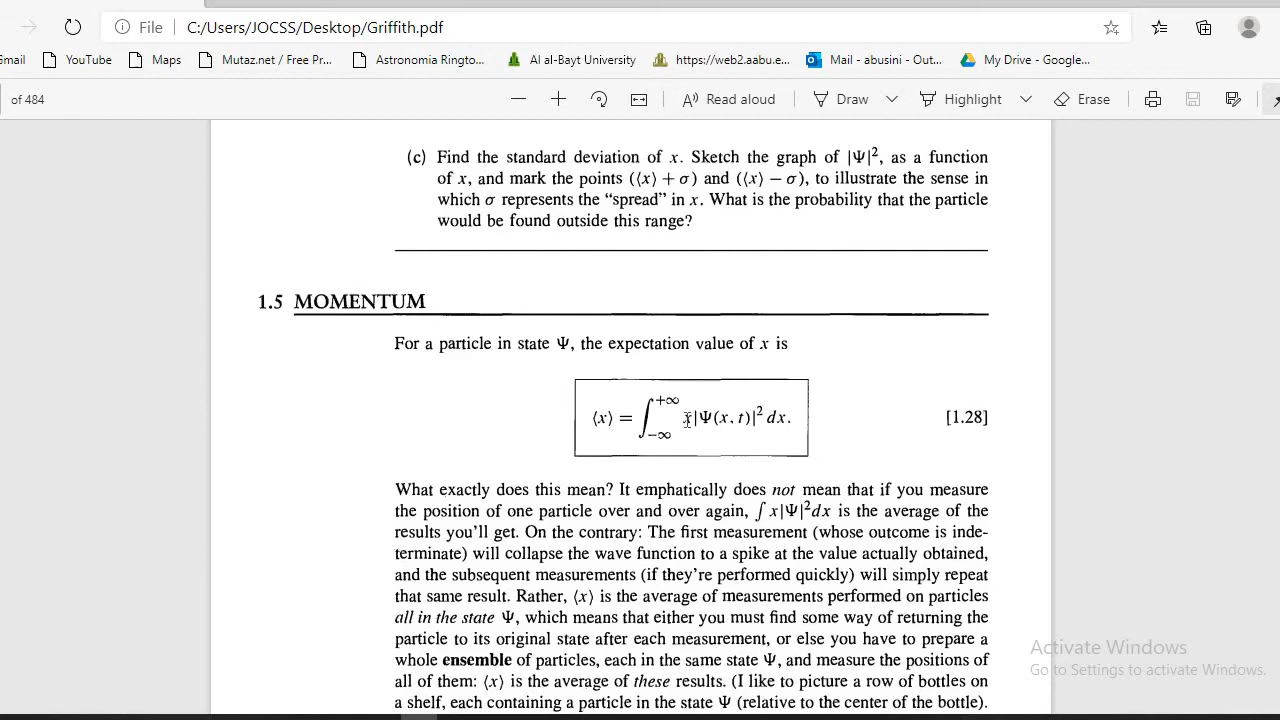 File C:/Users/JOCSS/Desktop/Griffith.pdf
Gmail YouTube Maps Mutaz.net / Free Pr... Astronomia Ringto... Al al-Bayt University https://web2.aabu.e... Mail - abusini - Out... My Drive - Google...
of 484 Read aloud Draw Highlight Erase
(c) Find the standard deviation of x. Sketch the graph of |Ψ|², as a function
of x, and mark the points (⟨x⟩ + σ) and (⟨x⟩ − σ), to illustrate the sense in
which σ represents the “spread” in x. What is the probability that the particle
would be found outside this range?
1.5 MOMENTUM
For a particle in state Ψ, the expectation value of x is
⟨x⟩ = ∫_{−∞}^{+∞} x|Ψ(x, t)|² dx. [1.28]
What exactly does this mean? It emphatically does not mean that if you measure
the position of one particle over and over again, ∫ x|Ψ|²dx is the average of the
results you'll get. On the contrary: The first measurement (whose outcome is inde-
terminate) will collapse the wave function to a spike at the value actually obtained,
and the subsequent measurements (if they're performed quickly) will simply repeat
that same result. Rather, ⟨x⟩ is the average of measurements performed on particles
all in the state Ψ, which means that either you must find some way of returning the
particle to its original state after each measurement, or else you have to prepare a
whole ensemble of particles, each in the same state Ψ, and measure the positions of
all of them: ⟨x⟩ is the average of these results. (I like to picture a row of bottles on
a shelf, each containing a particle in the state Ψ (relative to the center of the bottle).
Activate Windows
Go to Settings to activate Windows.